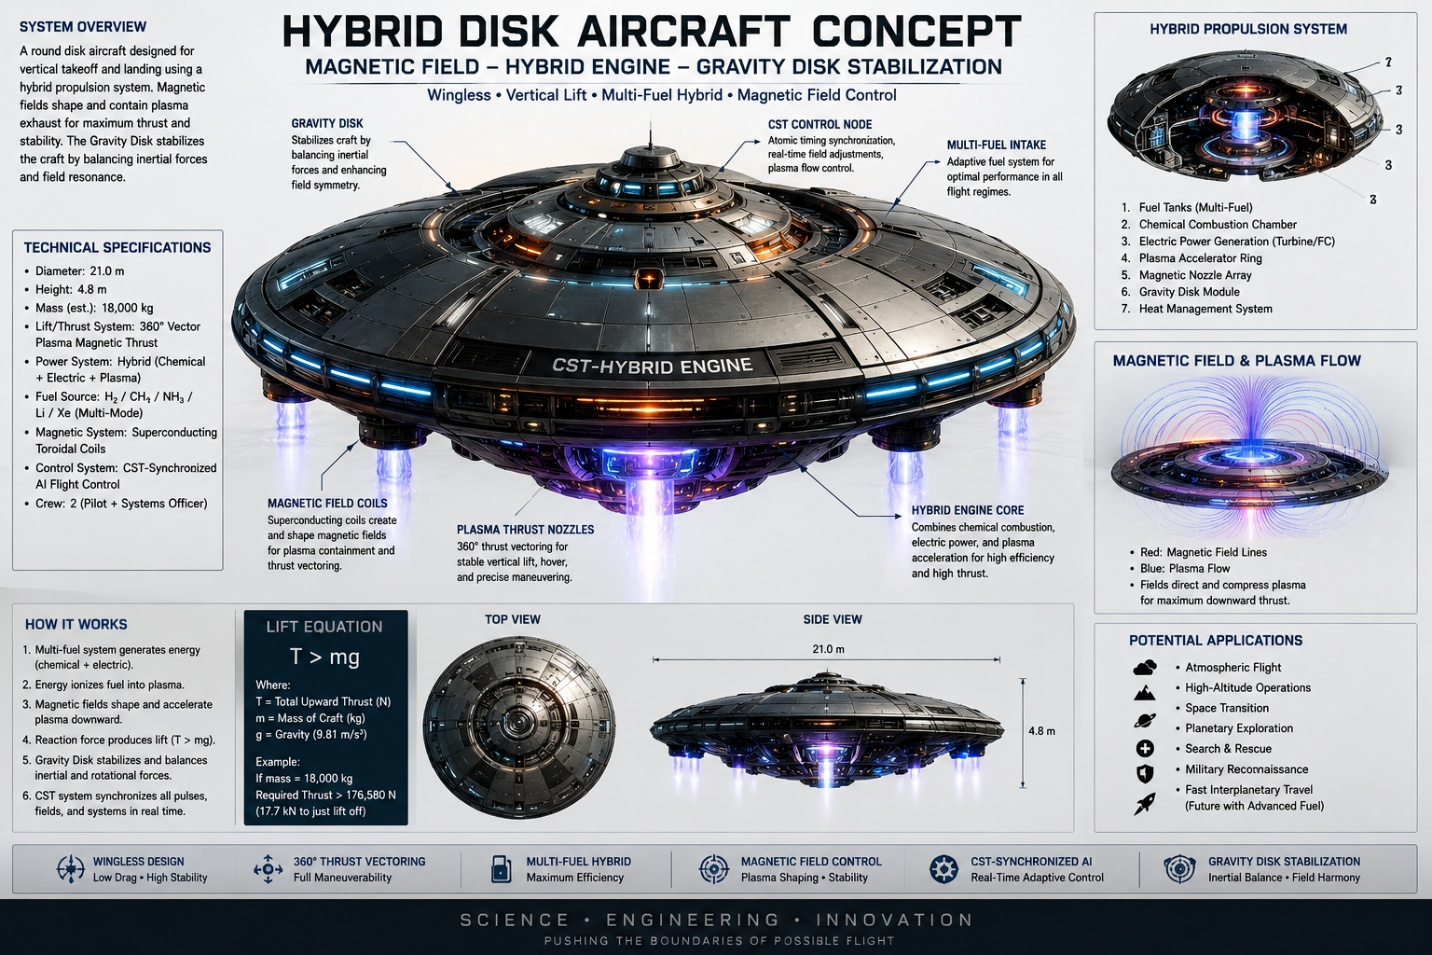 HYBRID DISK AIRCRAFT CONCEPT
MAGNETIC FIELD – HYBRID ENGINE – GRAVITY DISK STABILIZATION
Wingless • Vertical Lift • Multi-Fuel Hybrid • Magnetic Field Control
SYSTEM OVERVIEW
A round disk aircraft designed for
vertical takeoff and landing using a
hybrid propulsion system. Magnetic
fields shape and contain plasma
exhaust for maximum thrust and
stability. The Gravity Disk stabilizes
the craft by balancing inertial forces
and field resonance.
TECHNICAL SPECIFICATIONS
• Diameter: 21.0 m
• Height: 4.8 m
• Mass (est.): 18,000 kg
• Lift/Thrust System: 360° Vector
Plasma Magnetic Thrust
• Power System: Hybrid (Chemical
+ Electric + Plasma)
• Fuel Source: H₂ / CH₄ / NH₃ /
Li / Xe (Multi-Mode)
• Magnetic System: Superconducting
Toroidal Coils
• Control System: CST-Synchronized
AI Flight Control
• Crew: 2 (Pilot + Systems Officer)
GRAVITY DISK
Stabilizes craft by
balancing inertial
forces and enhancing
field symmetry.
CST CONTROL NODE
Atomic timing synchronization,
real-time field adjustments,
plasma flow control.
MULTI-FUEL INTAKE
Adaptive fuel system for
optimal performance in all
flight regimes.
CST-HYBRID ENGINE
MAGNETIC FIELD COILS
Superconducting coils create
and shape magnetic fields
for plasma containment and
thrust vectoring.
PLASMA THRUST NOZZLES
360° thrust vectoring for
stable vertical lift, hover,
and precise maneuvering.
HYBRID ENGINE CORE
Combines chemical combustion,
electric power, and plasma
acceleration for high efficiency
and high thrust.
HYBRID PROPULSION SYSTEM
7
3
3
3
3
1. Fuel Tanks (Multi-Fuel)
2. Chemical Combustion Chamber
3. Electric Power Generation (Turbine/FC)
4. Plasma Accelerator Ring
5. Magnetic Nozzle Array
6. Gravity Disk Module
7. Heat Management System
MAGNETIC FIELD & PLASMA FLOW
• Red: Magnetic Field Lines
• Blue: Plasma Flow
• Fields direct and compress plasma
for maximum downward thrust.
HOW IT WORKS
1. Multi-fuel system generates energy
(chemical + electric).
2. Energy ionizes fuel into plasma.
3. Magnetic fields shape and accelerate
plasma downward.
4. Reaction force produces lift (T > mg).
5. Gravity Disk stabilizes and balances
inertial and rotational forces.
6. CST system synchronizes all pulses,
fields, and systems in real time.
LIFT EQUATION
T > mg
Where:
T = Total Upward Thrust (N)
m = Mass of Craft (kg)
g = Gravity (9.81 m/s²)
Example:
If mass = 18,000 kg
Required Thrust > 176,580 N
(17.7 kN to just lift off)
TOP VIEW
SIDE VIEW
21.0 m
4.8 m
POTENTIAL APPLICATIONS
• Atmospheric Flight
• High-Altitude Operations
• Space Transition
• Planetary Exploration
• Search & Rescue
• Military Reconnaissance
• Fast Interplanetary Travel
(Future with Advanced Fuel)
WINGLESS DESIGN
Low Drag • High Stability
360° THRUST VECTORING
Full Maneuverability
MULTI-FUEL HYBRID
Maximum Efficiency
MAGNETIC FIELD CONTROL
Plasma Shaping • Stability
CST-SYNCHRONIZED AI
Real-Time Adaptive Control
GRAVITY DISK STABILIZATION
Inertial Balance • Field Harmony
SCIENCE • ENGINEERING • INNOVATION
PUSHING THE BOUNDARIES OF POSSIBLE FLIGHT